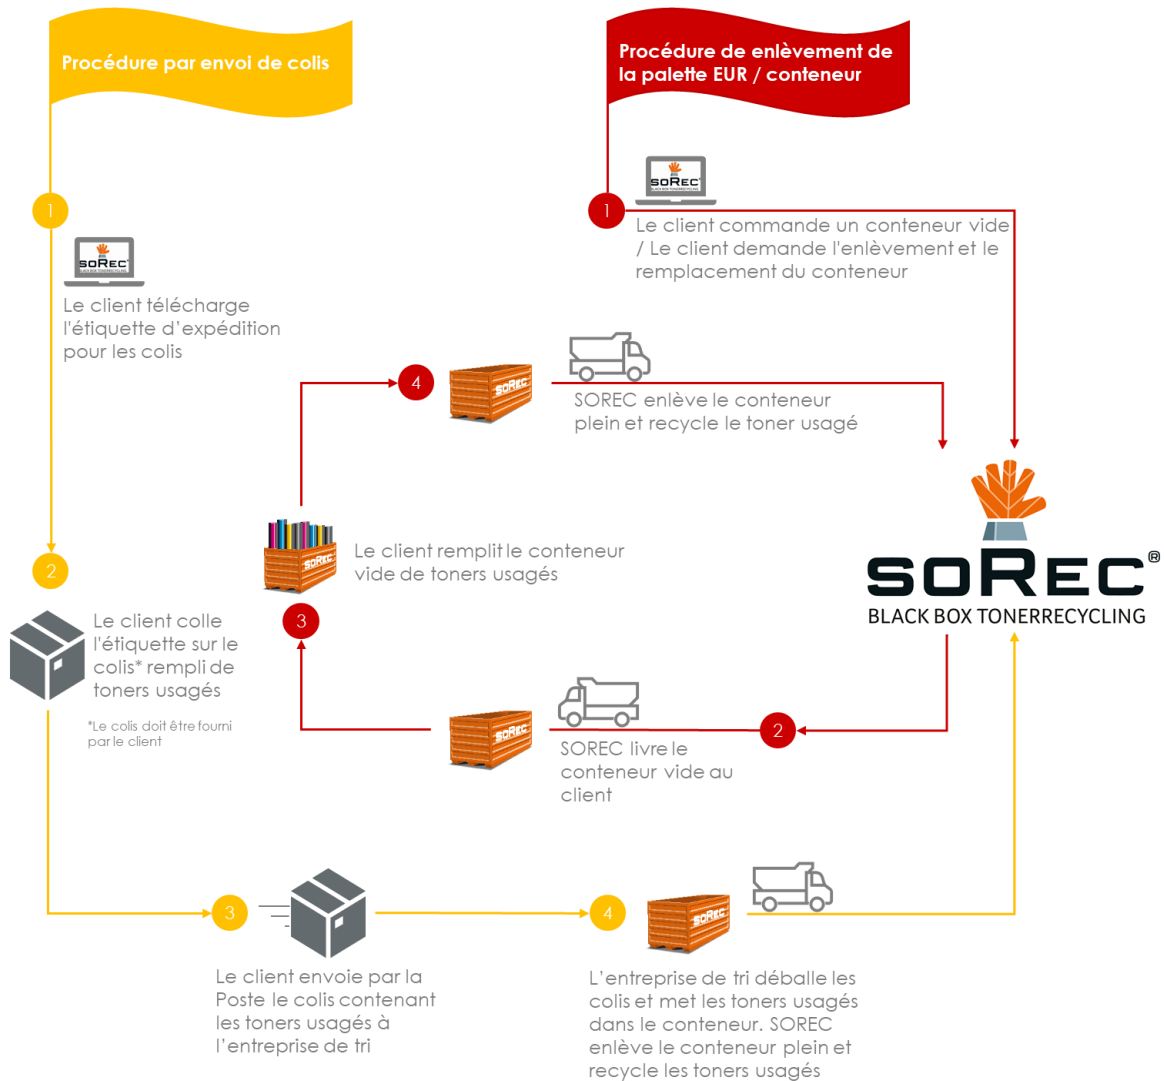 Procédure par envoi de colis
Procédure de enlèvement de
la palette EUR / conteneur
1
soRec
BLACK BOX TONERRECYCLING
Le client télécharge
l'étiquette d’expédition
pour les colis
1
soRec
BLACK BOX TONERRECYCLING
Le client commande un conteneur vide
/ Le client demande l'enlèvement et le
remplacement du conteneur
4
soRec
SOREC enlève le conteneur
plein et recycle le toner usagé
2
Le client colle
l'étiquette sur le
colis* rempli de
toners usagés
*Le colis doit être fourni
par le client
soRec
Le client remplit le conteneur
vide de toners usagés
3
soRec®
BLACK BOX TONERRECYCLING
soRec
2
SOREC livre le
conteneur vide au
client
3
Le client envoie par la
Poste le colis contenant
les toners usagés à
l’entreprise de tri
4
soRec
L’entreprise de tri déballe les
colis et met les toners usagés
dans le conteneur. SOREC
enlève le conteneur plein et
recycle les toners usagés